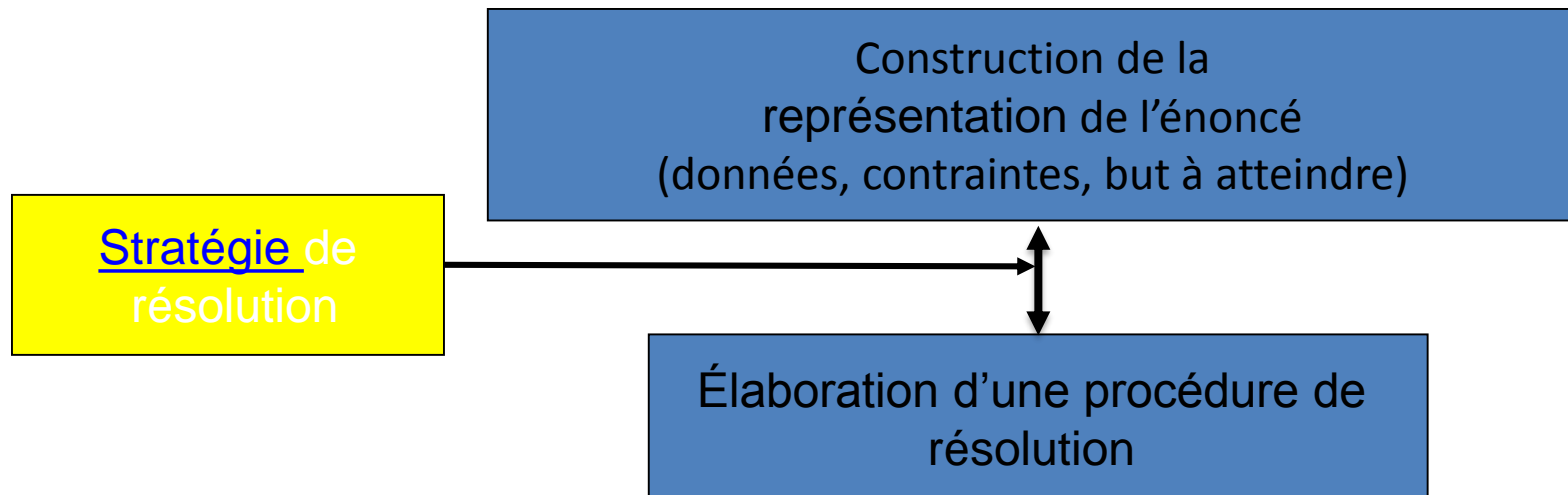 Construction de la
représentation de l’énoncé
(données, contraintes, but à atteindre)
Stratégie de
résolution
Élaboration d’une procédure de
résolution